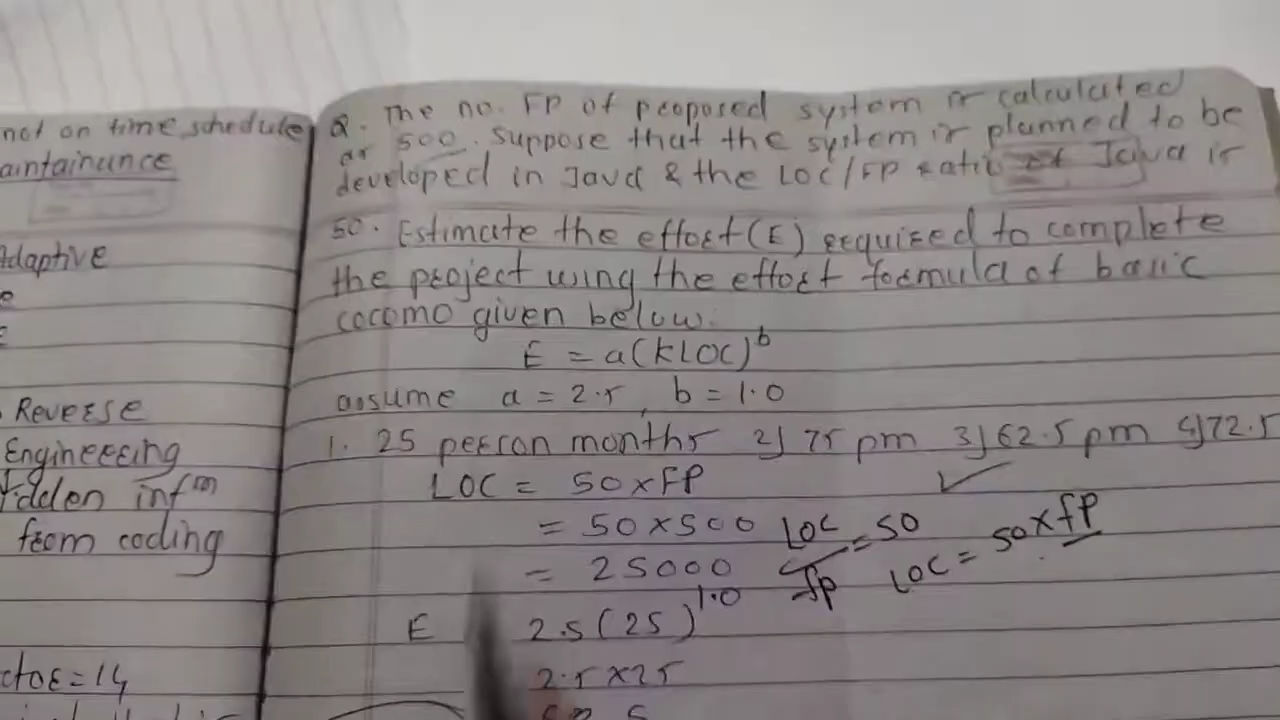 not on time schedule
aintainance
Adaptive
Reverse
Engineering
infm
from coding
ctor = 14
Q. The no. FP of proposed system is calculated
as 500. Suppose that the system is planned to be
developed in Java & the LOC/FP ratio of Java is
50. Estimate the effort (E) required to complete
the project using the effort formula of basic
cocomo given below.
E = a(KLOC)^b
assume a = 2.5, b = 1.0
1. 25 person months 2) 75 pm 3) 62.5 pm 4) 72.5
LOC = 50 x FP
= 50 x 500
= 25000
LOC/fp = 50
LOC = 50 x fp
E 2.5 (25)^1.0
2.5 x 25